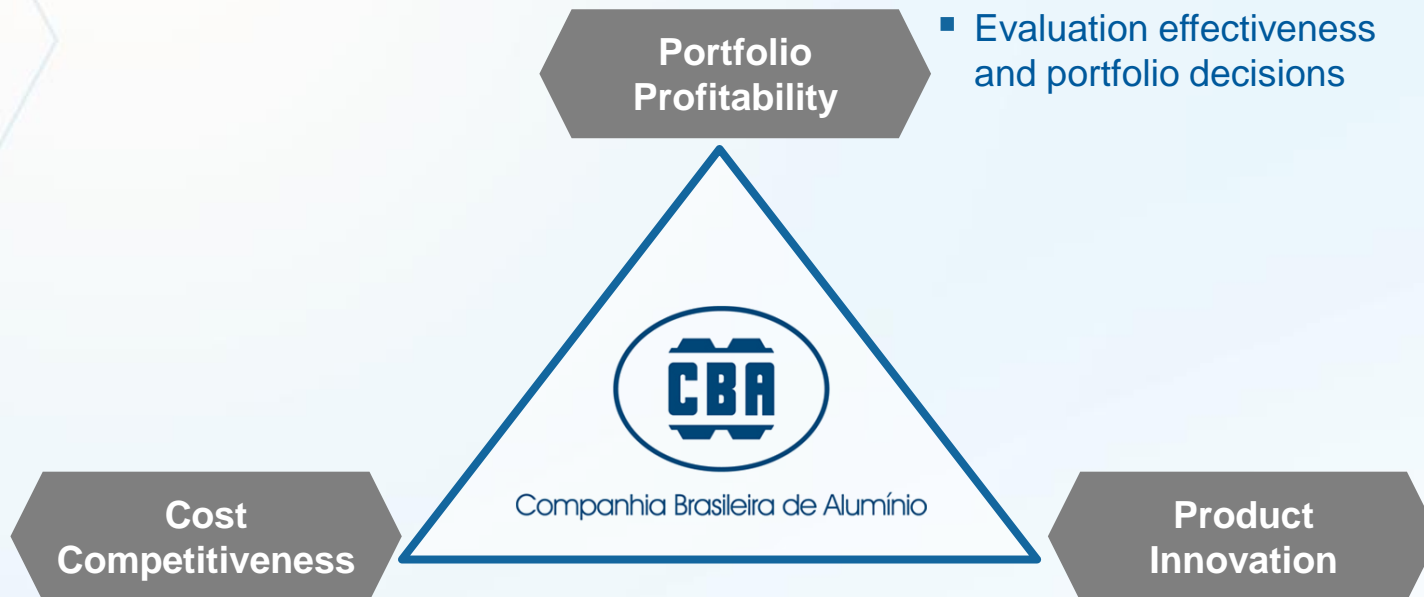 Portfolio
Profitability
▪ Evaluation effectiveness
and portfolio decisions
CBA
Companhia Brasileira de Alumínio
Cost
Competitiveness
Product
Innovation